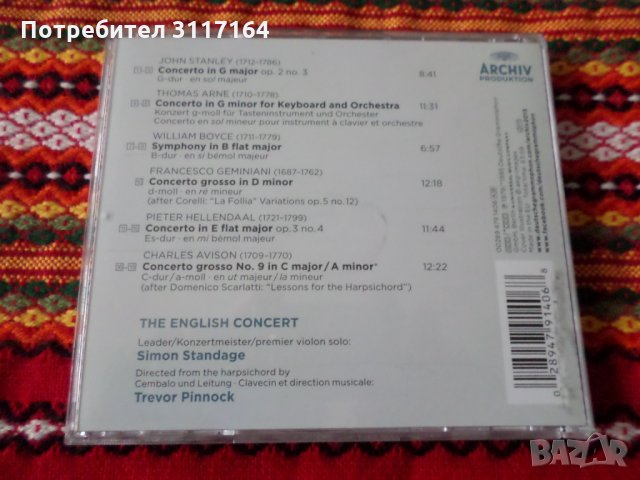 Потребител 3117164
JOHN STANLEY (1712-1786)
Concerto in G major op. 2 no. 3 8:41
G-dur · en sol majeur
THOMAS ARNE (1710-1778)
Concerto in G minor for Keyboard and Orchestra 11:31
Konzert g-moll für Tasteninstrument und Orchester
Concerto en sol mineur pour instrument à clavier et orchestre
WILLIAM BOYCE (1711-1779)
Symphony in B flat major 6:57
B-dur · en si bémol majeur
FRANCESCO GEMINIANI (1687-1762)
Concerto grosso in D minor 12:18
d-moll · en ré mineur
(after Corelli: "La Follia" Variations op. 5 no. 12)
PIETER HELLENDAAL (1721-1799)
Concerto in E flat major op. 3 no. 4 11:44
Es-dur · en mi bémol majeur
CHARLES AVISON (1709-1770)
Concerto grosso No. 9 in C major/A minor* 12:22
C-dur/a-moll · en ut majeur/la mineur
(after Domenico Scarlatti: "Lessons for the Harpsichord")
THE ENGLISH CONCERT
Leader/Konzertmeister/premier violon solo:
Simon Standage
Directed from the harpsichord by
Cembalo und Leitung · Clavecin et direction musicale:
Trevor Pinnock
ARCHIV
PRODUKTION
www.deutschegrammophon.com
0 28947 91406 8
BAZAR